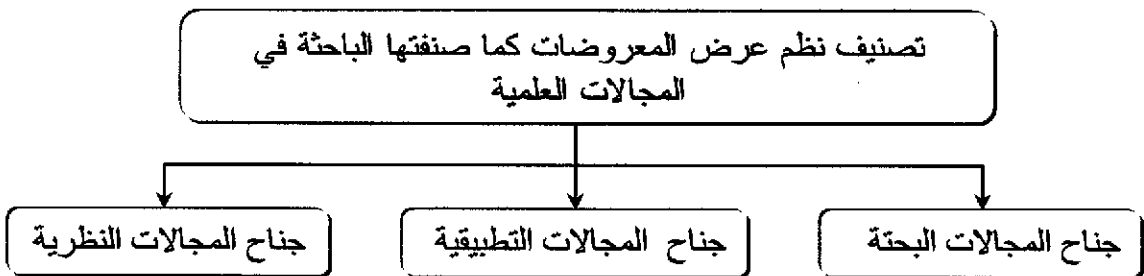 تصنيف نظم عرض المعروضات كما صنفتها الباحثة في
المجالات العلمية
جناح المجالات البحتة
جناح المجالات التطبيقية
جناح المجالات النظرية